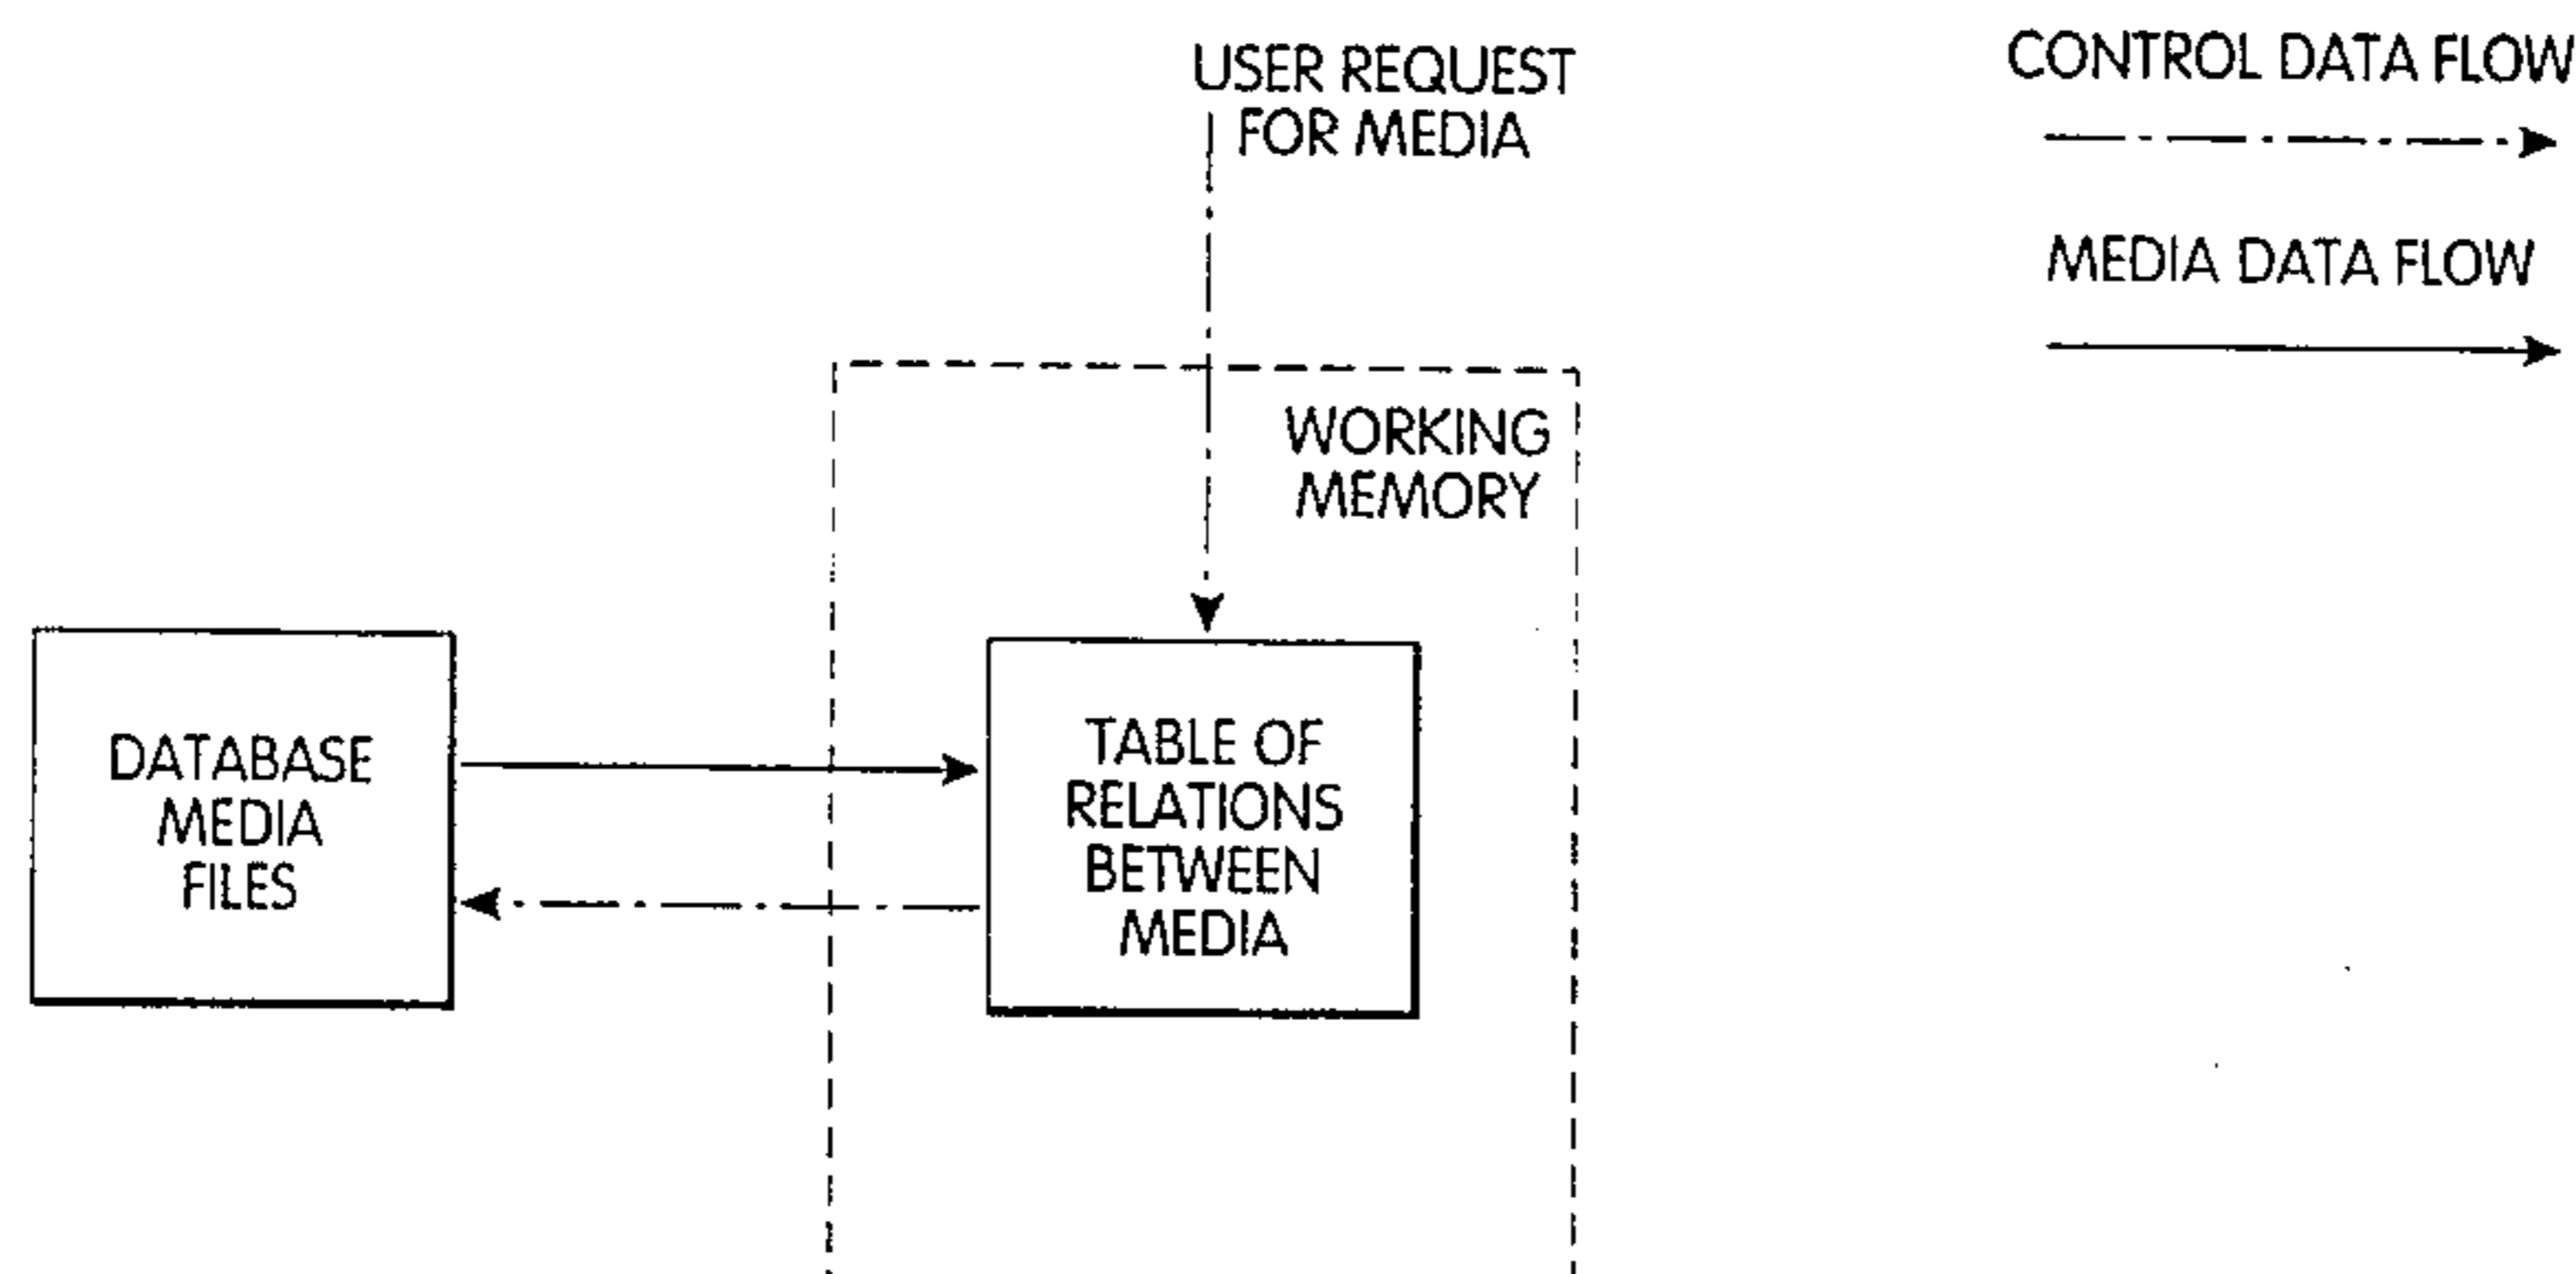 USER REQUEST
FOR MEDIA
CONTROL DATA FLOW
MEDIA DATA FLOW
WORKING
MEMORY
DATABASE
MEDIA
FILES
TABLE OF
RELATIONS
BETWEEN
MEDIA